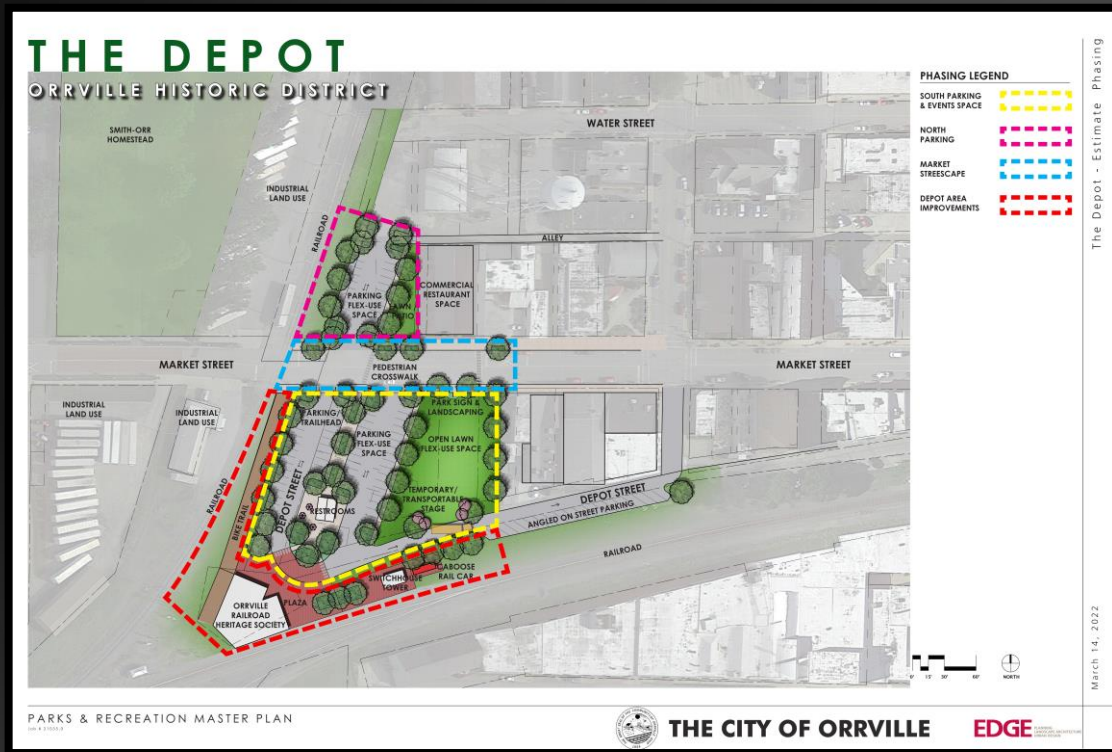 THE DEPOT
ORRVILLE HISTORIC DISTRICT
PHASING LEGEND
SOUTH PARKING
& EVENTS SPACE
NORTH
PARKING
MARKET
STREESCAPE
DEPOT AREA
IMPROVEMENTS
The Depot - Estimate Phasing
SMITH-ORR
HOMESTEAD
WATER STREET
INDUSTRIAL
LAND USE
RAILROAD
ALLEY
PARKING
FLEX-USE
SPACE
COMMERCIAL
RESTAURANT
SPACE
MARKET STREET
PEDESTRIAN
CROSSWALK
MARKET STREET
INDUSTRIAL
LAND USE
INDUSTRIAL
LAND USE
PARKING/
TRAILHEAD
PARK SIGN &
LANDSCAPING
PARKING
FLEX-USE
SPACE
OPEN LAWN
FLEX-USE SPACE
RAILROAD
BIKE TRAIL
DEPOT STREET
RESTROOMS
TEMPORARY/
TRANSPORTABLE
STAGE
DEPOT STREET
ANGLED ON STREET PARKING
RAILROAD
CABOOSE
RAIL CAR
SWITCHHOUSE
TOWER
PLAZA
ORRVILLE
RAILROAD
HERITAGE SOCIETY
NORTH
March 14, 2022
PARKS & RECREATION MASTER PLAN
THE CITY OF ORRVILLE
EDGE